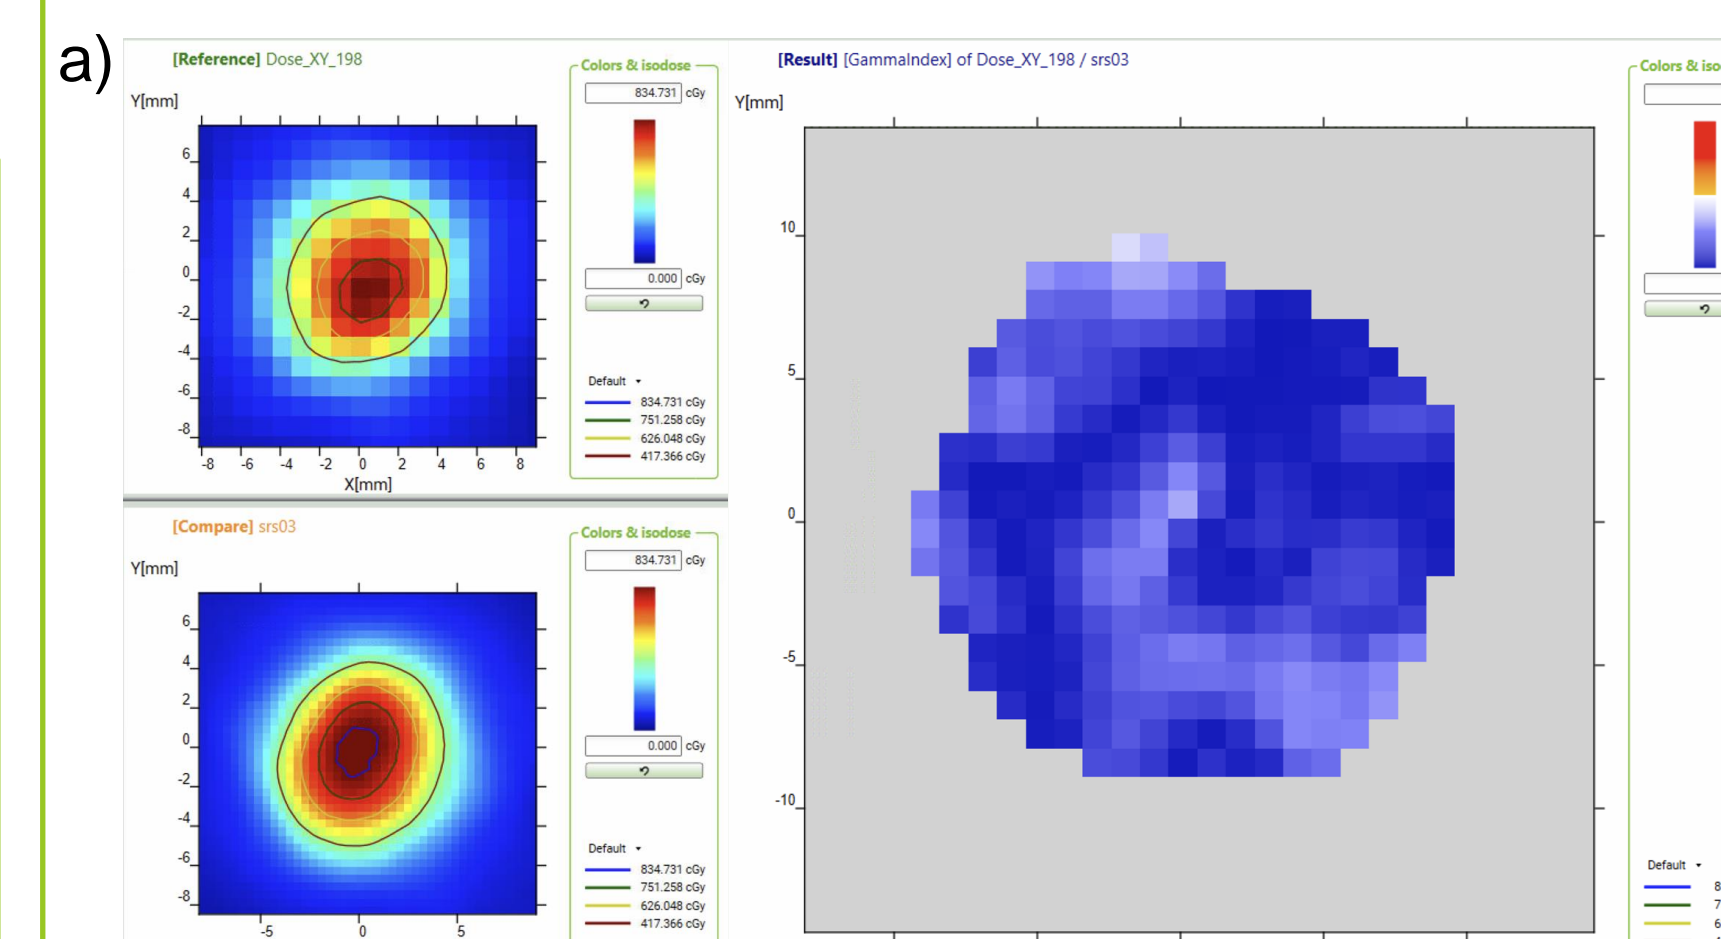 a)
[Reference] Dose_XY_198
Y[mm]
6
4
2
0
-2
-4
-6
-8
-8 -6 -4 -2 0 2 4 6 8
X[mm]
Colors & isodose
834.731 cGy
0.000 cGy
Default
834.731 cGy
751.258 cGy
626.048 cGy
417.366 cGy
[Compare] srs03
Y[mm]
6
4
2
0
-2
-4
-6
-8
-5 0 5
Colors & isodose
834.731 cGy
0.000 cGy
Default
834.731 cGy
751.258 cGy
626.048 cGy
417.366 cGy
[Result] [GammaIndex] of Dose_XY_198 / srs03
Y[mm]
10
5
0
-5
-10
Colors & iso
Default
8
7
6